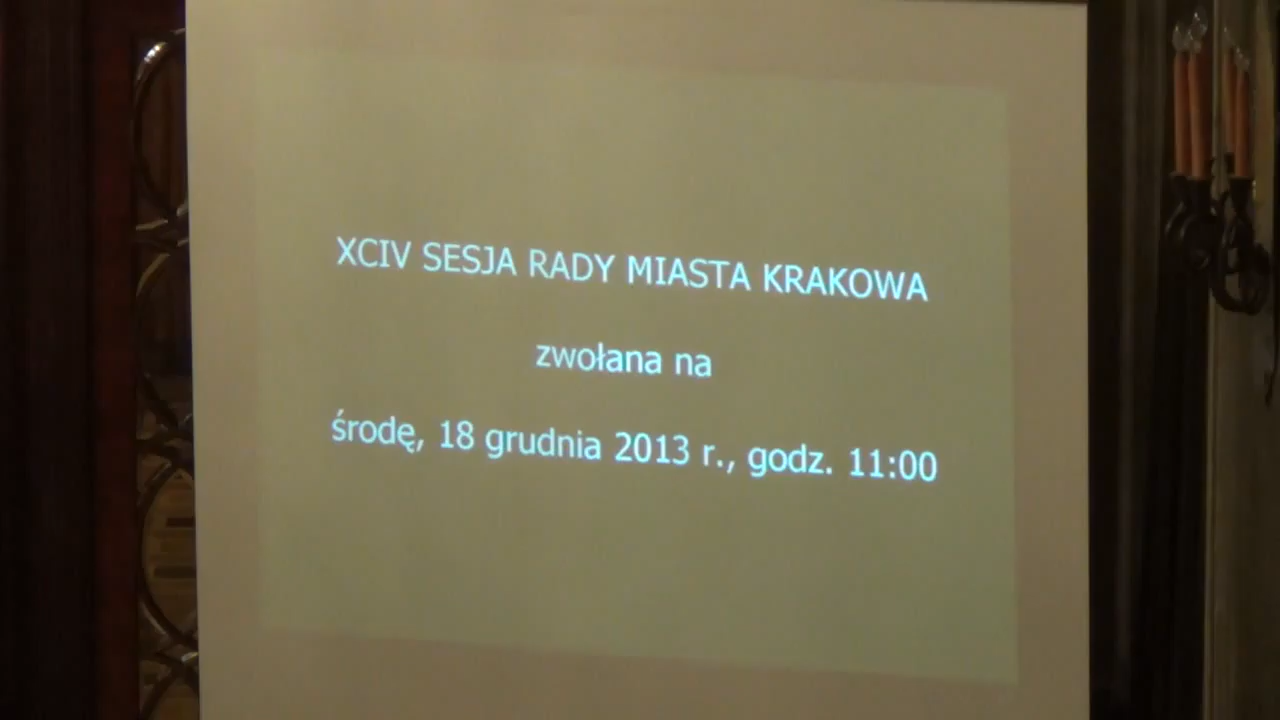 XCIV SESJA RADY MIASTA KRAKOWA
zwołana na
środę, 18 grudnia 2013 r., godz. 11:00